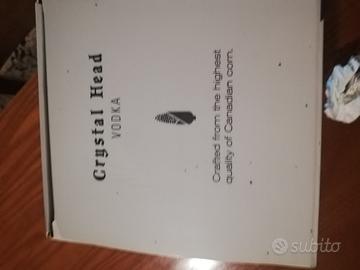 Crystal Head
VODKA
Crafted from the highest
quality of Canadian corn.
subito